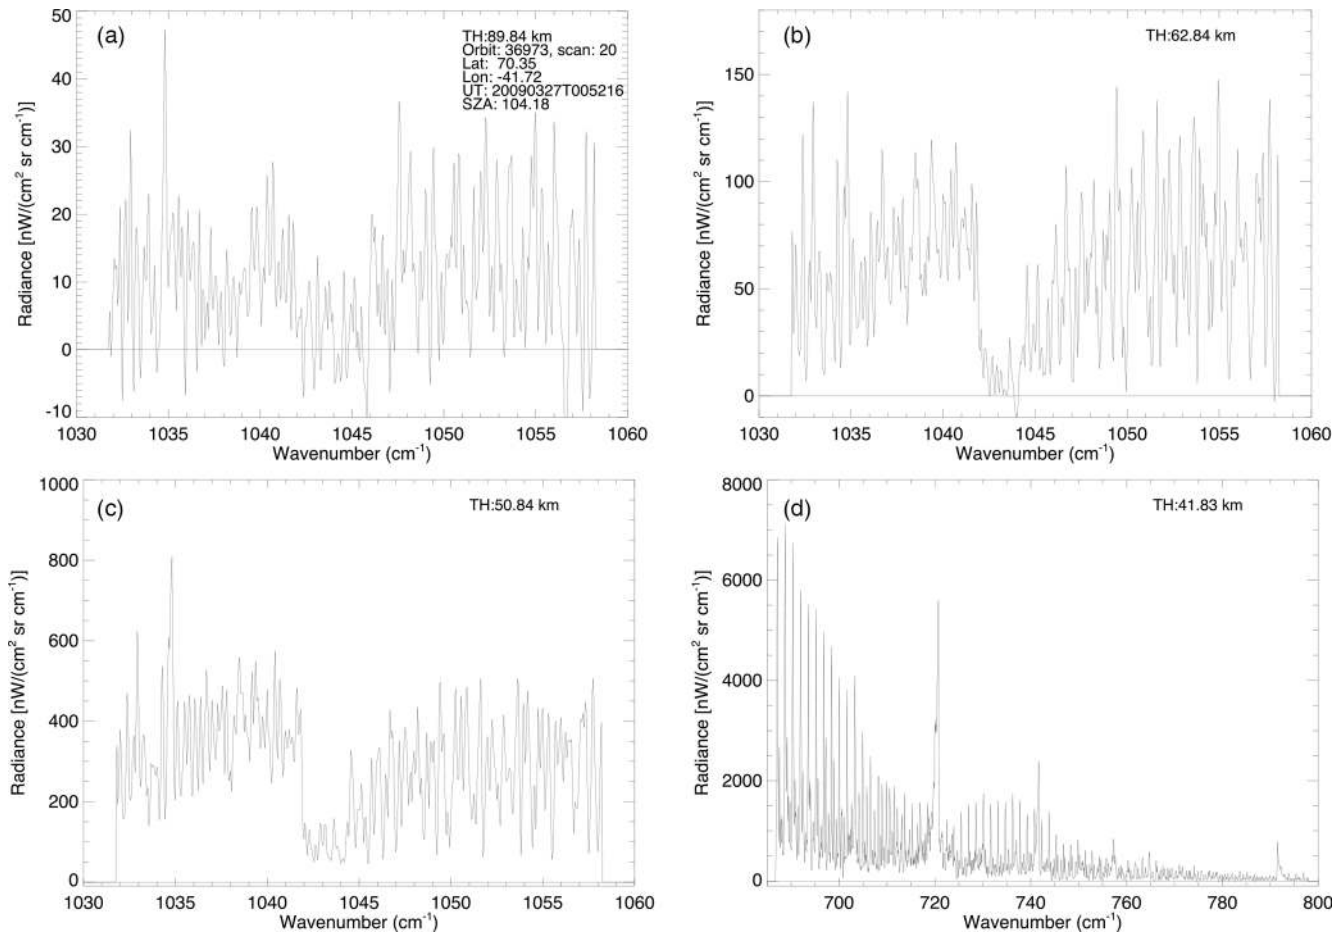 (a)
TH:89.84 km
Orbit: 36973, scan: 20
Lat: 70.35
Lon: -41.72
UT: 20090327T005216
SZA: 104.18
50
40
30
20
10
0
-10
Radiance [nW/(cm² sr cm⁻¹)]
1030 1035 1040 1045 1050 1055 1060
Wavenumber (cm⁻¹)
(b)
TH:62.84 km
150
100
50
0
Radiance [nW/(cm² sr cm⁻¹)]
1030 1035 1040 1045 1050 1055 1060
Wavenumber (cm⁻¹)
(c)
TH:50.84 km
1000
800
600
400
200
0
Radiance [nW/(cm² sr cm⁻¹)]
1030 1035 1040 1045 1050 1055 1060
Wavenumber (cm⁻¹)
(d)
TH:41.83 km
8000
6000
4000
2000
0
Radiance [nW/(cm² sr cm⁻¹)]
700 720 740 760 780 800
Wavenumber (cm⁻¹)